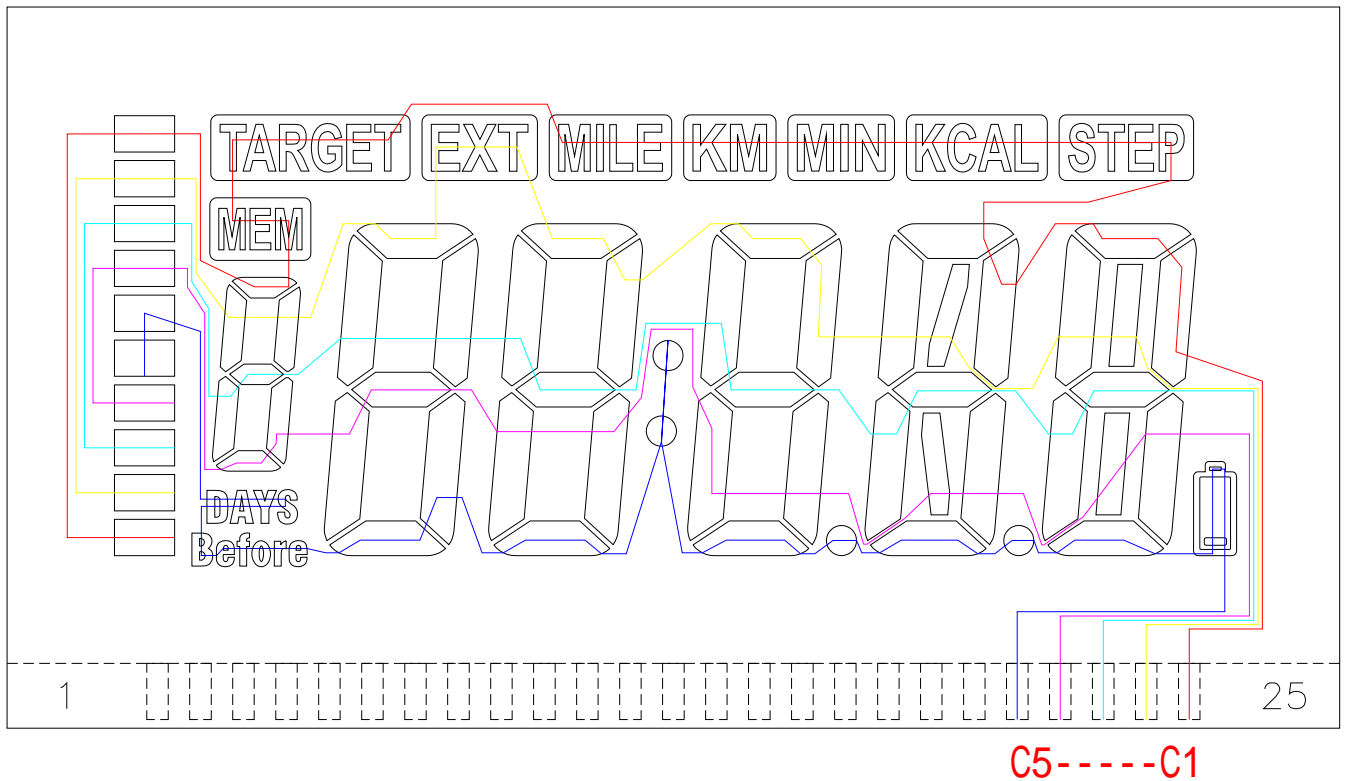 TARGET EXT MILE KM MIN KCAL STEP
MEM
DAYS
Before
1 25
C5-----C1